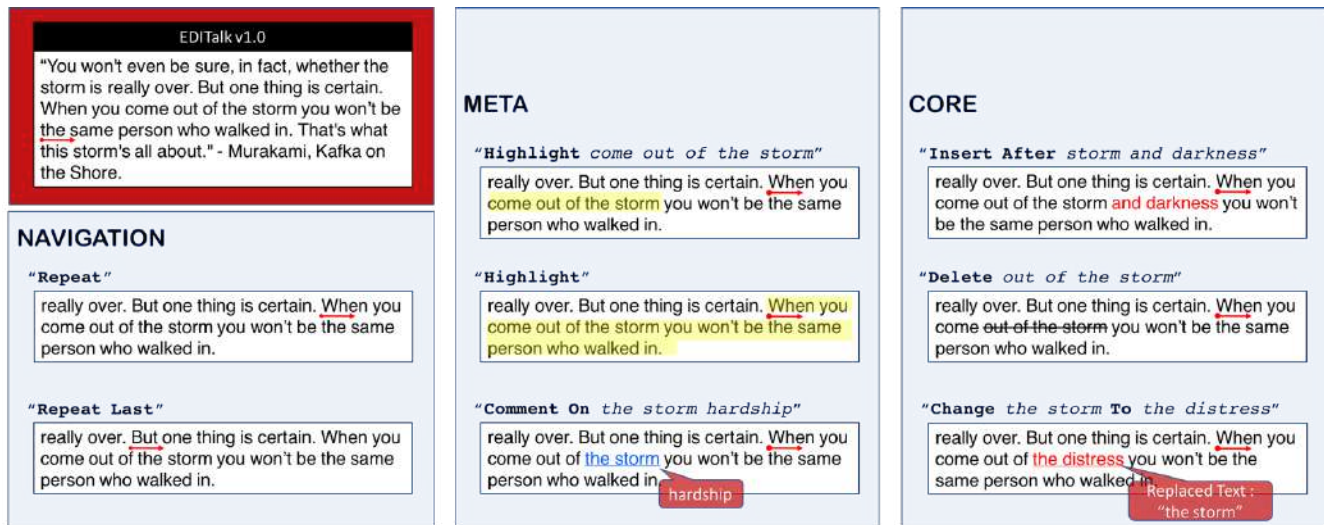 EDITalk v1.0
"You won't even be sure, in fact, whether the
storm is really over. But one thing is certain.
When you come out of the storm you won't be
the same person who walked in. That's what
this storm's all about." - Murakami, Kafka on
the Shore.
NAVIGATION
"Repeat"
really over. But one thing is certain. When you
come out of the storm you won't be the same
person who walked in.
"Repeat Last"
really over. But one thing is certain. When you
come out of the storm you won't be the same
person who walked in.
META
"Highlight come out of the storm"
really over. But one thing is certain. When you
come out of the storm you won't be the same
person who walked in.
"Highlight"
really over. But one thing is certain. When you
come out of the storm you won't be the same
person who walked in.
"Comment On the storm hardship"
really over. But one thing is certain. When you
come out of the storm you won't be the same
person who walked in.
hardship
CORE
"Insert After storm and darkness"
really over. But one thing is certain. When you
come out of the storm and darkness you won't
be the same person who walked in.
"Delete out of the storm"
really over. But one thing is certain. When you
come out of the storm you won't be the same
person who walked in.
"Change the storm To the distress"
really over. But one thing is certain. When you
come out of the distress you won't be the
same person who walked in.
Replaced Text :
"the storm"